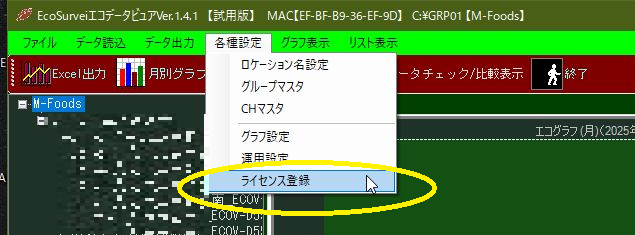 EcoSurveiエコデータビュアVer.1.4.1 【試用版】 MAC[EF-BF-B9-36-EF-9D] C:¥GRP01 [M-Foods]
ファイル データ読込 データ出力 各種設定 グラフ表示 リスト表示
Excel出力 月別グラフ ータチェック/比較表示 終了
ロケーション名設定
グループマスタ
CHマスタ
グラフ設定
運用設定
ライセンス登録
M-Foods
エコグラフ(月)(2025年
南 ECOV-
ECOV-D5